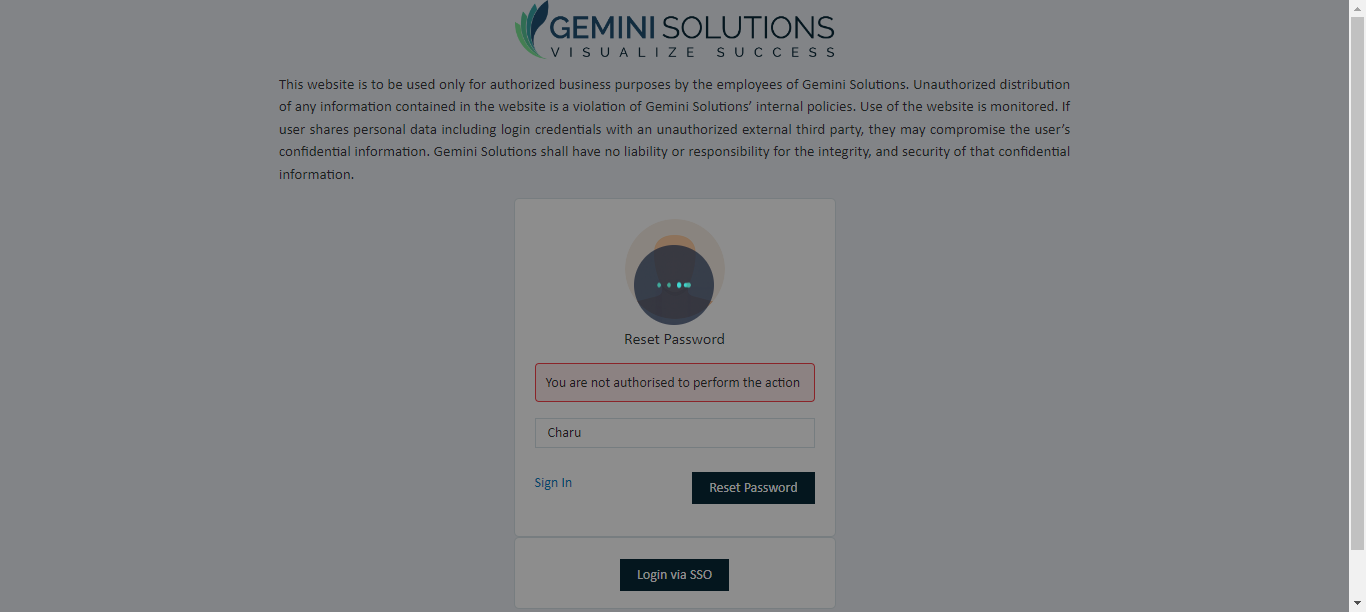 GEMINI SOLUTIONS
VISUALIZE SUCCESS
This website is to be used only for authorized business purposes by the employees of Gemini Solutions. Unauthorized distribution
of any information contained in the website is a violation of Gemini Solutions’ internal policies. Use of the website is monitored. If
user shares personal data including login credentials with an unauthorized external third party, they may compromise the user’s
confidential information. Gemini Solutions shall have no liability or responsibility for the integrity, and security of that confidential
information.
Reset Password
You are not authorised to perform the action
Charu
Sign In
Reset Password
Login via SSO